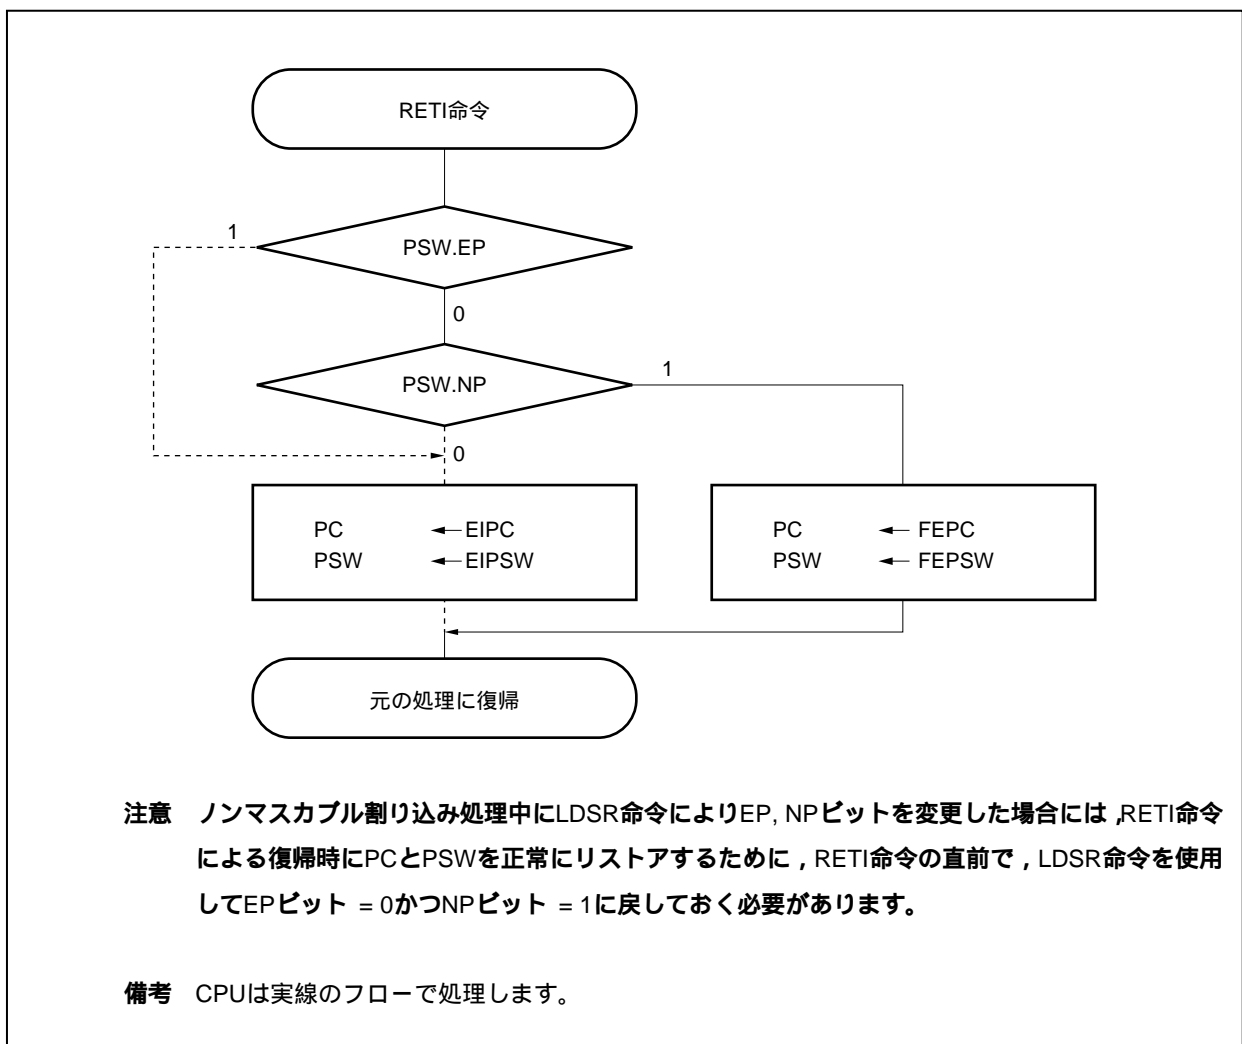 RETI命令
1
PSW.EP
0
PSW.NP
1
0
PC ← EIPC
PSW ← EIPSW
PC ← FEPC
PSW ← FEPSW
元の処理に復帰
注意 ノンマスカブル割り込み処理中にLDSR命令によりEP, NPビットを変更した場合には,RETI命令
による復帰時にPCとPSWを正常にリストアするために,RETI命令の直前で,LDSR命令を使用
してEPビット = 0かつNPビット = 1に戻しておく必要があります。
備考 CPUは実線のフローで処理します。